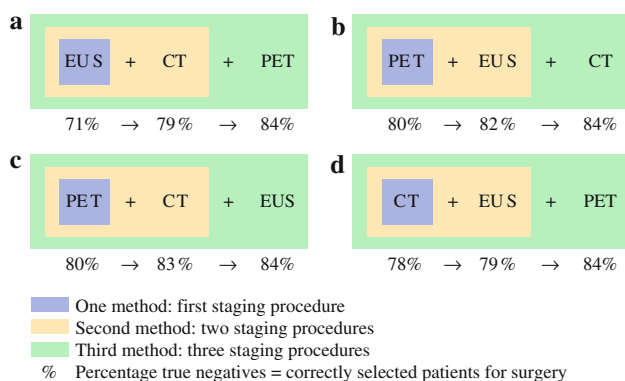 a
EUS + CT + PET
71% → 79% → 84%
b
PET + EUS + CT
80% → 82% → 84%
c
PET + CT + EUS
80% → 83% → 84%
d
CT + EUS + PET
78% → 79% → 84%
One method: first staging procedure
Second method: two staging procedures
Third method: three staging procedures
% Percentage true negatives = correctly selected patients for surgery